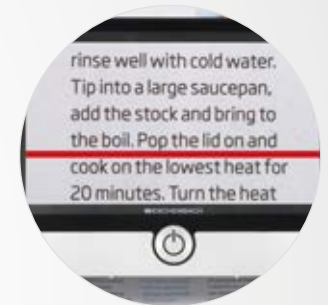 rinse well with cold water.
Tip into a large saucepan,
add the stock and bring to
the boil. Pop the lid on and
cook on the lowest heat for
20 minutes. Turn the heat
ESCHENBACH